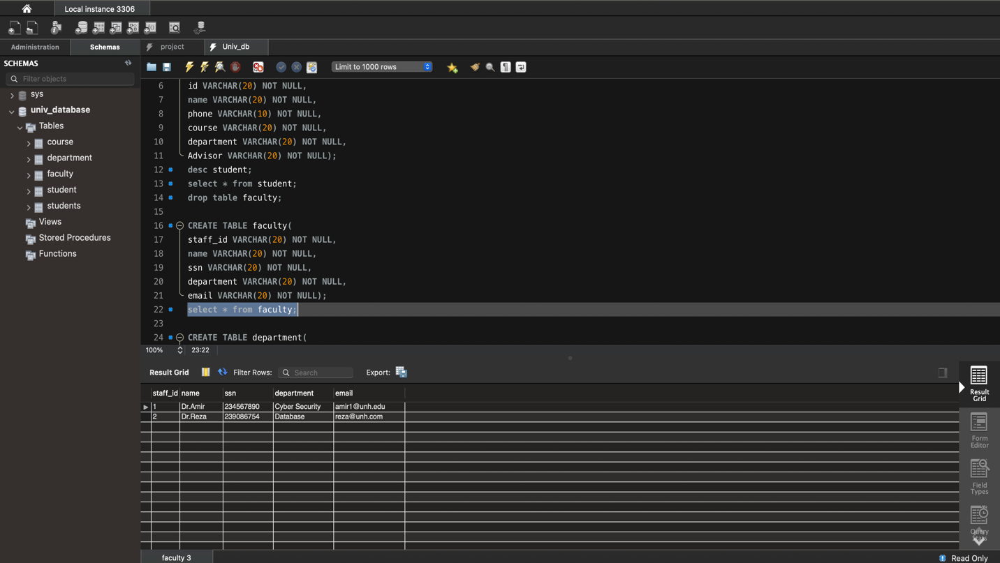 Local instance 3306
Administration
Schemas
project
Univ_db
SCHEMAS
Filter objects
sys
univ_database
Tables
course
department
faculty
student
students
Views
Stored Procedures
Functions
Limit to 1000 rows
6 id VARCHAR(20) NOT NULL,
7 name VARCHAR(20) NOT NULL,
8 phone VARCHAR(10) NOT NULL,
9 course VARCHAR(20) NOT NULL,
10 department VARCHAR(20) NOT NULL,
11 Advisor VARCHAR(20) NOT NULL);
12 desc student;
13 select * from student;
14 drop table faculty;
15
16 CREATE TABLE faculty(
17 staff_id VARCHAR(20) NOT NULL,
18 name VARCHAR(20) NOT NULL,
19 ssn VARCHAR(20) NOT NULL,
20 department VARCHAR(20) NOT NULL,
21 email VARCHAR(20) NOT NULL);
22 select * from faculty;
23
24 CREATE TABLE department(
100% 23:22
Result Grid Filter Rows: Search Export:
staff_id name ssn department email
1 Dr.Amir 234567890 Cyber Security amir1@unh.edu
2 Dr.Reza 239086754 Database reza@unh.com
Result
Grid
Form
Editor
Field
Types
Query
Stats
faculty 3
Read Only